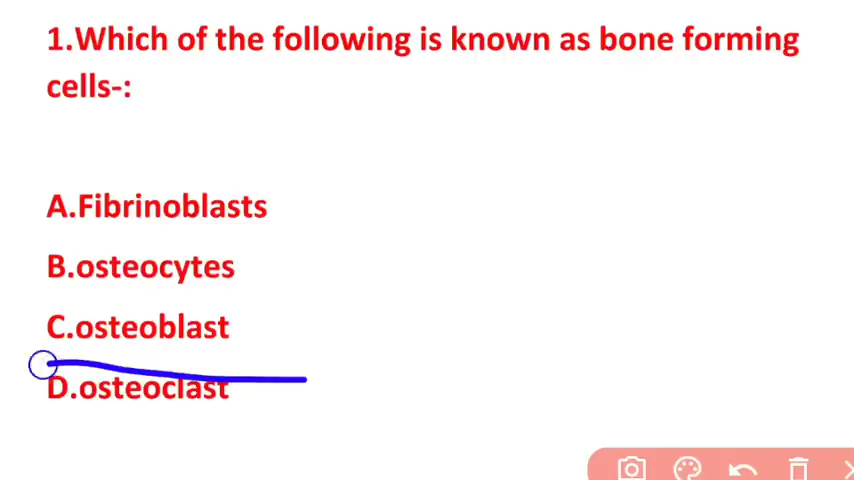 1.Which of the following is known as bone forming
cells-:
A.Fibrinoblasts
B.osteocytes
C.osteoblast
D.osteoclast